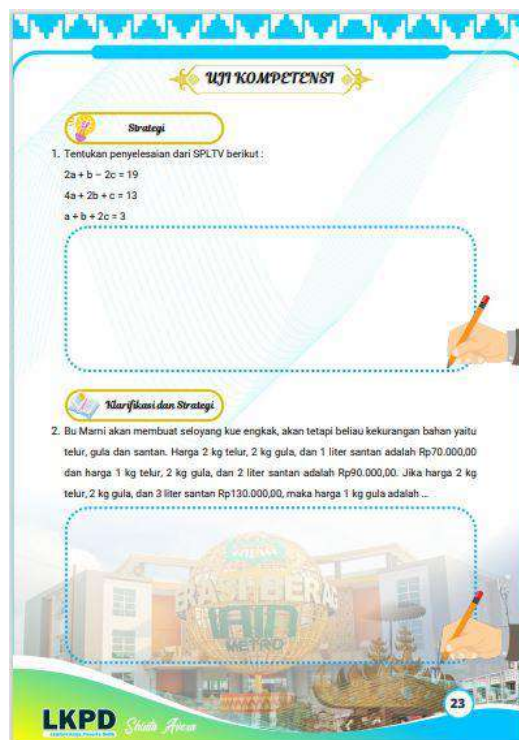 UJI KOMPETENSI
Strategi
1. Tentukan penyelesaian dari SPLTV berikut :
2a + b – 2c = 19
4a + 2b + c = 13
a + b + 2c = 3
Klarifikasi dan Strategi
2. Bu Marni akan membuat seloyang kue engkak, akan tetapi beliau kekurangan bahan yaitu
telur, gula dan santan. Harga 2 kg telur, 2 kg gula, dan 1 liter santan adalah Rp70.000,00
dan harga 1 kg telur, 2 kg gula, dan 2 liter santan adalah Rp90.000,00. Jika harga 2 kg
telur, 2 kg gula, dan 3 liter santan Rp130.000,00, maka harga 1 kg gula adalah ...
IAIN
METRO
23
LKPD